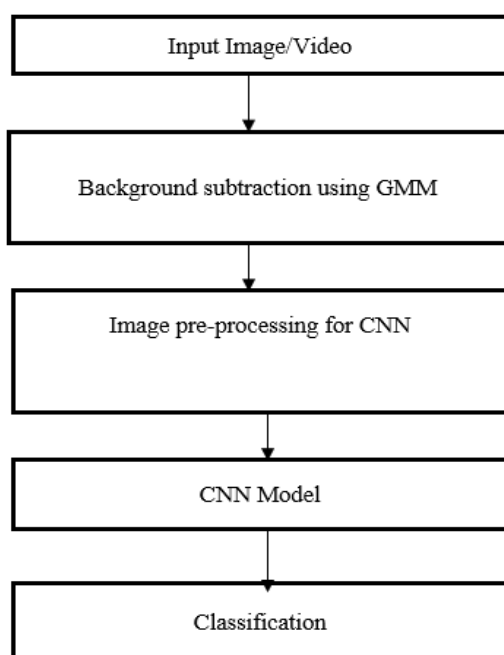 Input Image/Video
Background subtraction using GMM
Image pre-processing for CNN
CNN Model
Classification